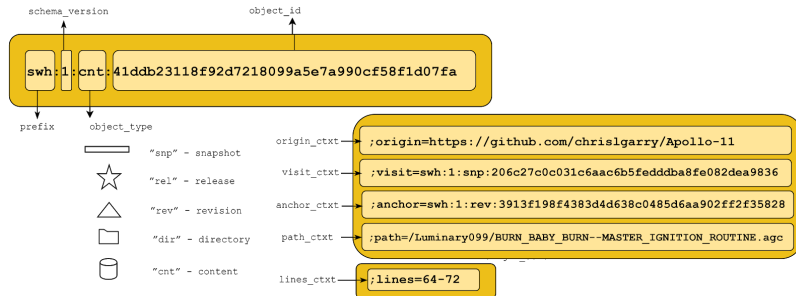 schema_version object_id
swh:1:cnt:41ddb23118f92d7218099a5e7a990cf58f1d07fa
prefix object_type
"snp" - snapshot
"rel" - release
"rev" - revision
"dir" - directory
"cnt" - content
origin_ctxt ;origin=https://github.com/chrislgarry/Apollo-11
visit_ctxt ;visit=swh:1:snp:206c27c0c031c6aac6b5fedddba8fe082dea9836
anchor_ctxt ;anchor=swh:1:rev:3913f198f4383d4d638c0485d6aa902ff2f35828
path_ctxt ;path=/Luminary099/BURN_BABY_BURN--MASTER_IGNITION_ROUTINE.agc
lines_ctxt ;lines=64-72